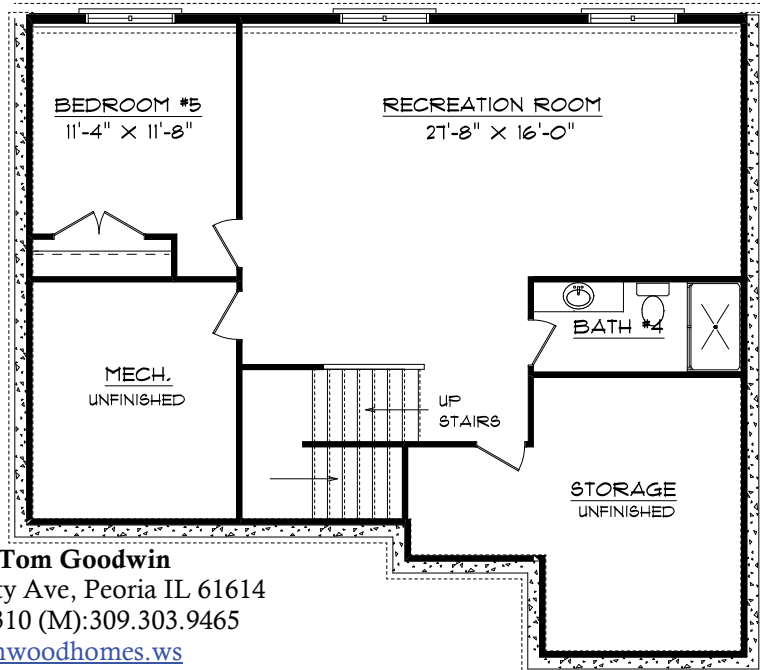 BEDROOM #5
11'-4" X 11'-8"
RECREATION ROOM
27'-8" X 16'-0"
BATH #4
MECH.
UNFINISHED
UP
STAIRS
STORAGE
UNFINISHED
Tom Goodwin
ty Ave, Peoria IL 61614
310 (M):309.303.9465
nwoodhomes.ws